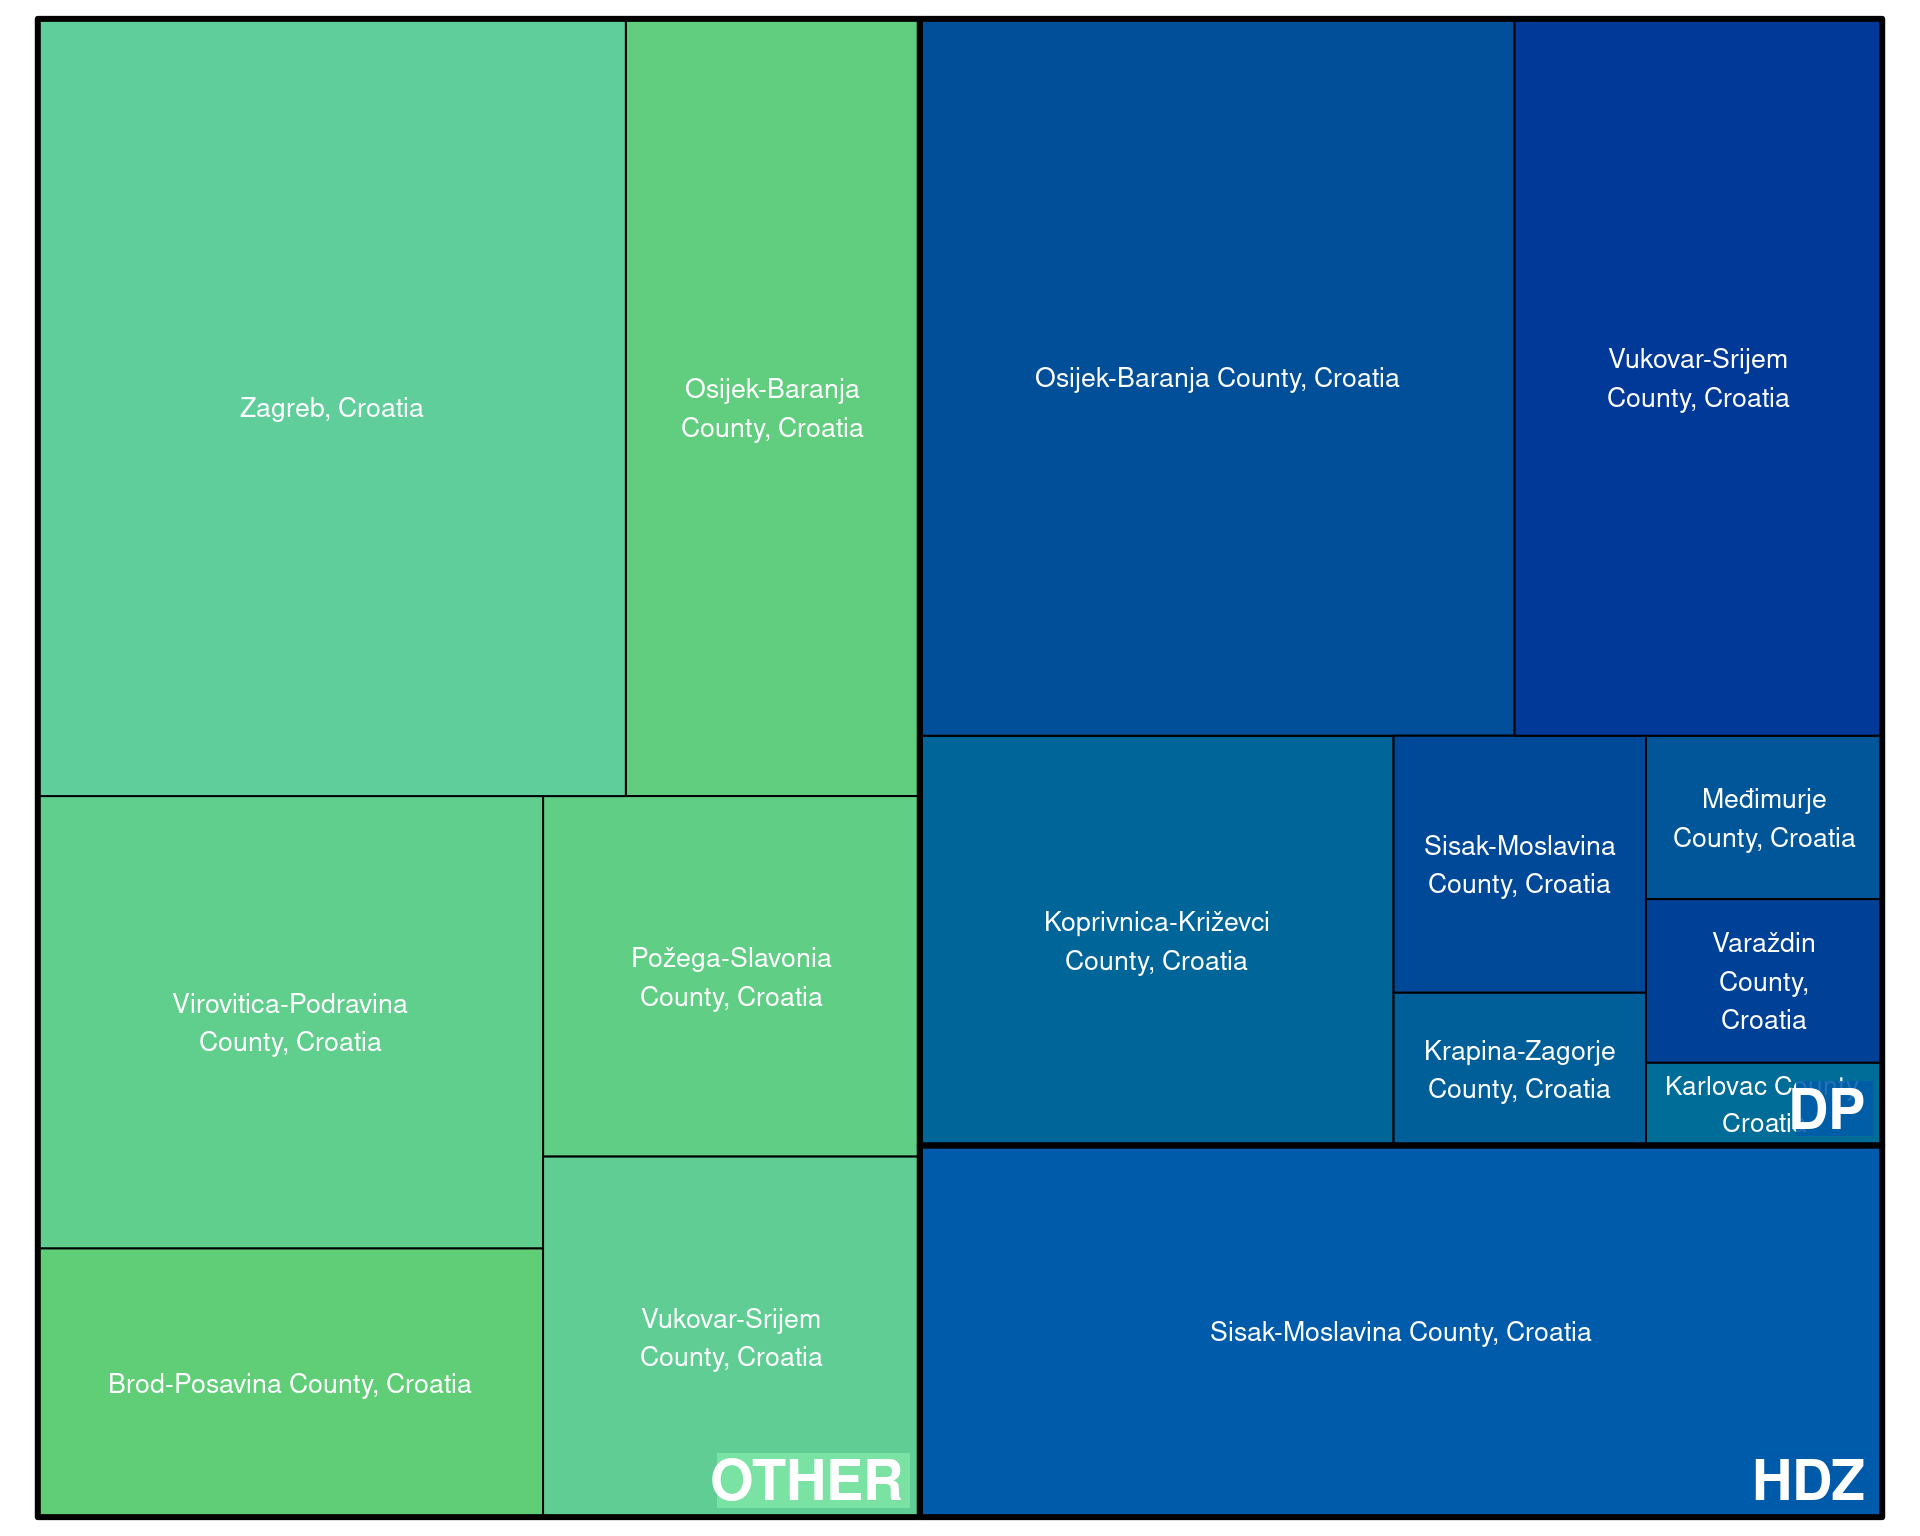 Zagreb, Croatia
Osijek-Baranja
County, Croatia
Virovitica-Podravina
County, Croatia
Požega-Slavonia
County, Croatia
Brod-Posavina County, Croatia
Vukovar-Srijem
County, Croatia
OTHER
Osijek-Baranja County, Croatia
Vukovar-Srijem
County, Croatia
Koprivnica-Križevci
County, Croatia
Sisak-Moslavina
County, Croatia
Krapina-Zagorje
County, Croatia
Međimurje
County, Croatia
Varaždin
County,
Croatia
Karlovac County,
Croatia
DP
Sisak-Moslavina County, Croatia
HDZ